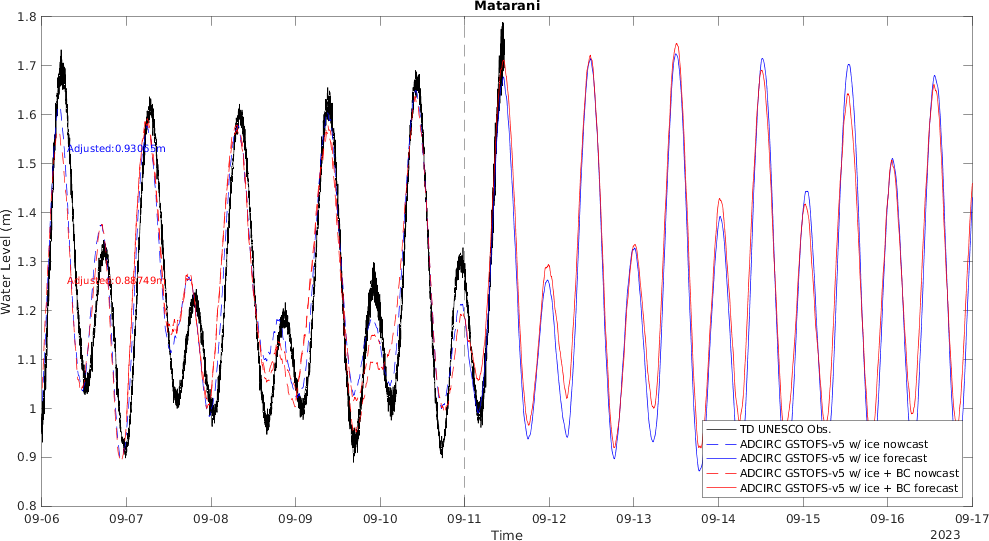 Matarani
1.8
1.7
1.6
1.5
1.4
1.3
1.2
1.1
1
0.9
0.8
Water Level (m)
Adjusted:0.93055m
Adjusted:0.88749m
TD UNESCO Obs.
ADCIRC GSTOFS-v5 w/ ice nowcast
ADCIRC GSTOFS-v5 w/ ice forecast
ADCIRC GSTOFS-v5 w/ ice + BC nowcast
ADCIRC GSTOFS-v5 w/ ice + BC forecast
09-06 09-07 09-08 09-09 09-10 09-11 09-12 09-13 09-14 09-15 09-16 09-17
Time
2023